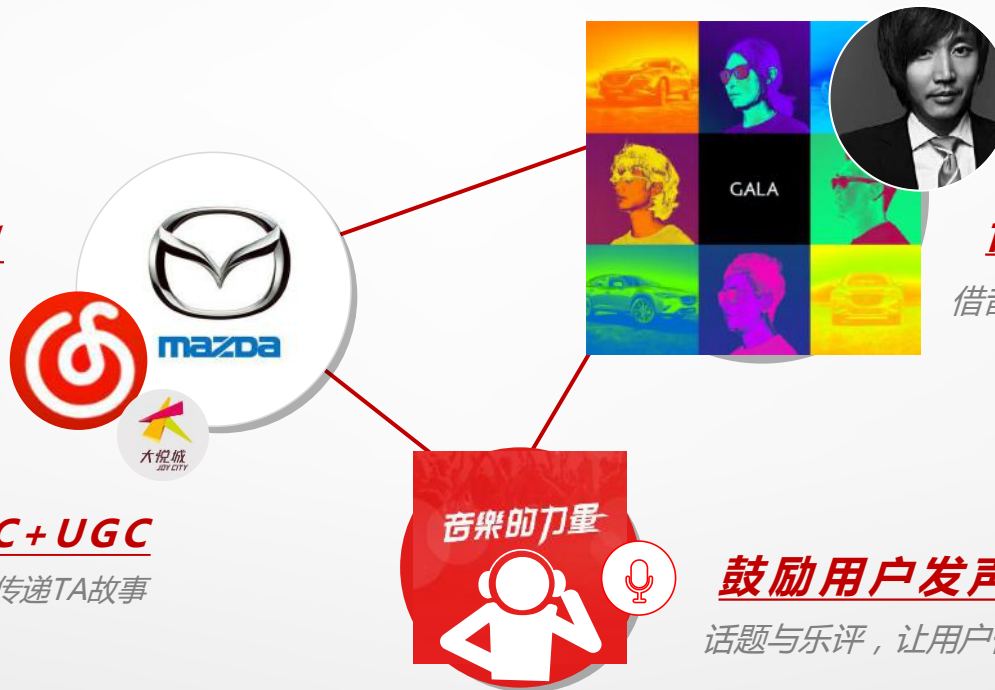 GALA
借音
mazda
大悦城
JOY CITY
C+UGC
传递TA故事
音樂的力量
鼓励用户发声
话题与乐评，让用户